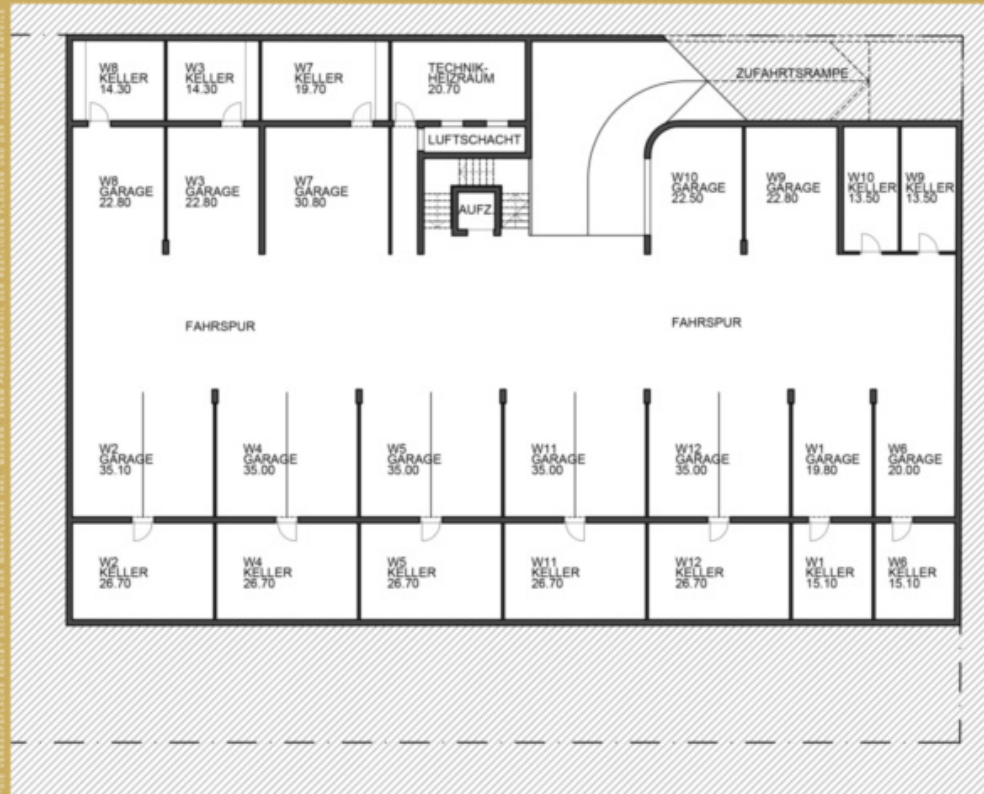 W8
KELLER
14.30
W3
KELLER
14.30
W7
KELLER
19.70
TECHNIK-
HEIZRAUM
20.70
ZUFAHRTSRAMPE
LUFTSCHACHT
W8
GARAGE
22.80
W3
GARAGE
22.80
W7
GARAGE
30.80
AUFZ.
W10
GARAGE
22.50
W9
GARAGE
22.80
W10
KELLER
13.50
W9
KELLER
13.50
FAHRSPUR
FAHRSPUR
W2
GARAGE
35.10
W4
GARAGE
35.00
W5
GARAGE
35.00
W11
GARAGE
35.00
W12
GARAGE
35.00
W1
GARAGE
19.80
W6
GARAGE
20.00
W2
KELLER
26.70
W4
KELLER
26.70
W5
KELLER
26.70
W11
KELLER
26.70
W12
KELLER
26.70
W1
KELLER
15.10
W6
KELLER
15.10